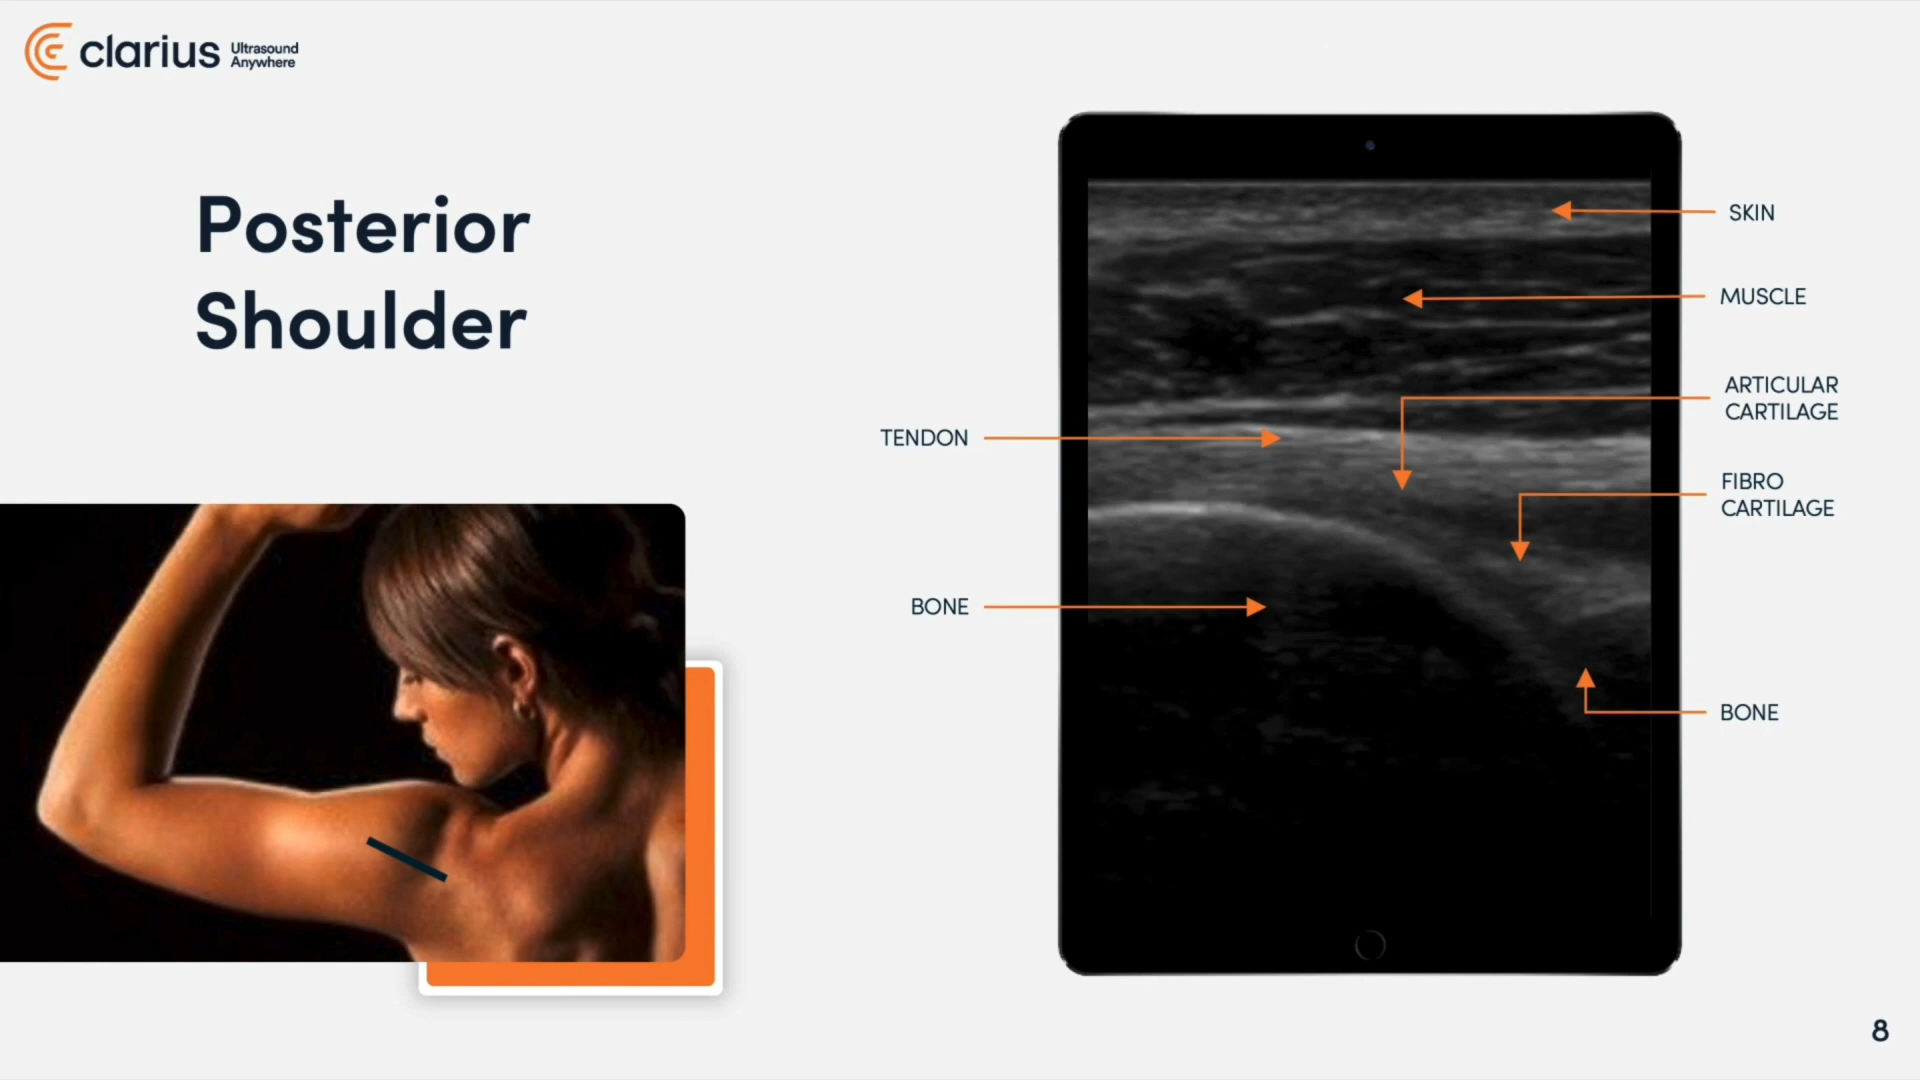 clarius Ultrasound
Anywhere
Posterior
Shoulder
SKIN
MUSCLE
ARTICULAR
CARTILAGE
TENDON
FIBRO
CARTILAGE
BONE
BONE
8